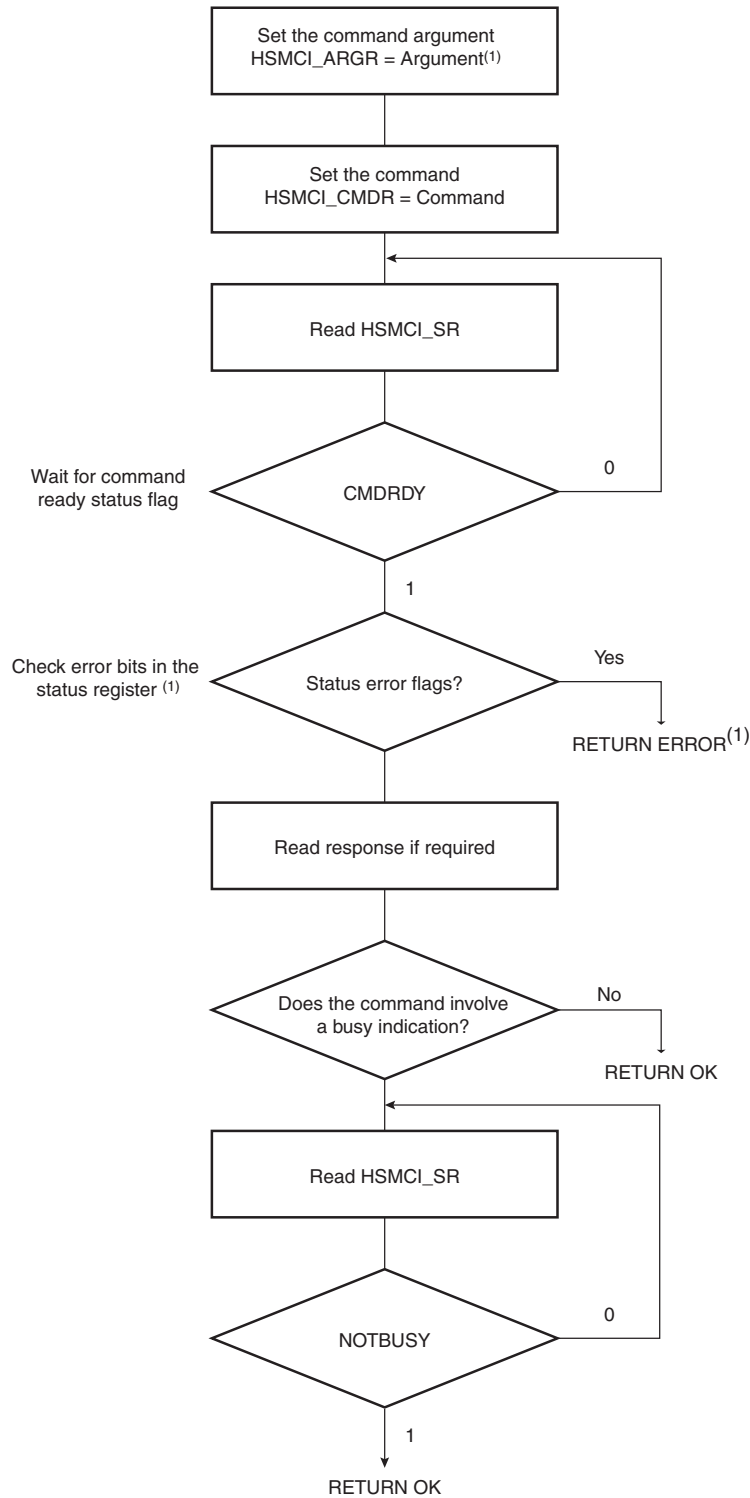 Set the command argument
HSMCI_ARGR = Argument(1)
Set the command
HSMCI_CMDR = Command
Read HSMCI_SR
Wait for command
ready status flag
CMDRDY
0
1
Check error bits in the
status register (1)
Status error flags?
Yes
RETURN ERROR(1)
Read response if required
Does the command involve
a busy indication?
No
RETURN OK
Read HSMCI_SR
NOTBUSY
0
1
RETURN OK